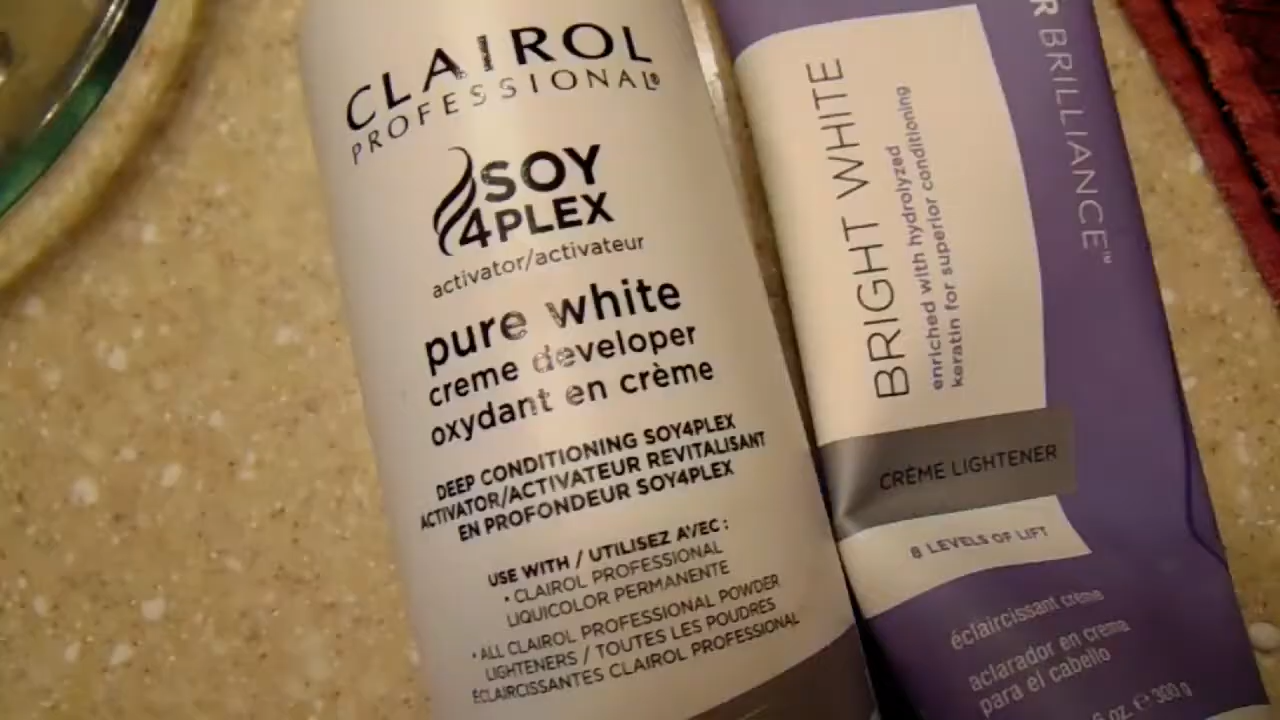 CLAIROL
PROFESSIONAL®
SOY
4PLEX
activator/activateur
pure white
creme developer
oxydant en crème
DEEP CONDITIONING SOY4PLEX
ACTIVATOR/ACTIVATEUR REVITALISANT
EN PROFONDEUR SOY4PLEX
USE WITH / UTILISEZ AVEC :
• CLAIROL PROFESSIONAL
LIQUICOLOR PERMANENTE
• ALL CLAIROL PROFESSIONAL POWDER
LIGHTENERS / TOUTES LES POUDRES
ÉCLAIRCISSANTES CLAIROL PROFESSIONAL
R BRILLIANCE™
BRIGHT WHITE
enriched with hydrolyzed
keratin for superior conditioning
CRÈME LIGHTENER
8 LEVELS OF LIFT
éclaircissant crème
aclarador en crema
para el cabello
oz. e 300 g